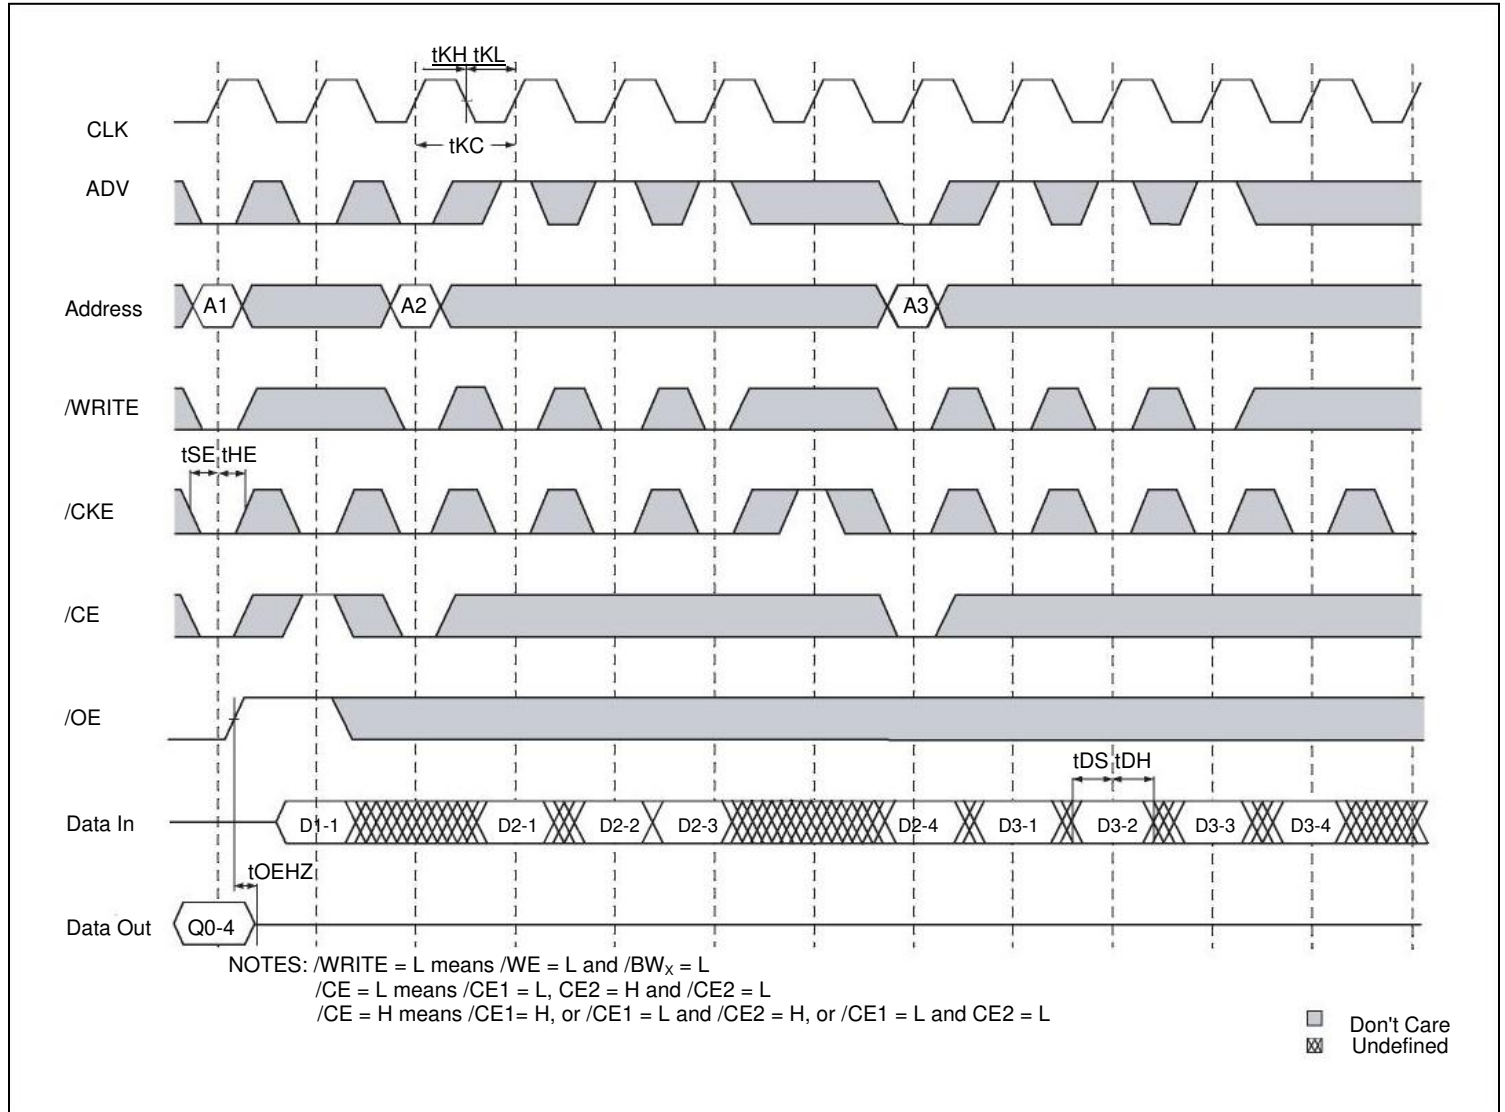 tKH tKL
CLK
tKC
ADV
Address A1 A2 A3
/WRITE
tSE tHE
/CKE
/CE
/OE
tDS tDH
Data In D1-1 D2-1 D2-2 D2-3 D2-4 D3-1 D3-2 D3-3 D3-4
tOEHZ
Data Out Q0-4
NOTES: /WRITE = L means /WE = L and /BWX = L
/CE = L means /CE1 = L, CE2 = H and /CE2 = L
/CE = H means /CE1= H, or /CE1 = L and /CE2 = H, or /CE1 = L and CE2 = L
Don't Care
Undefined